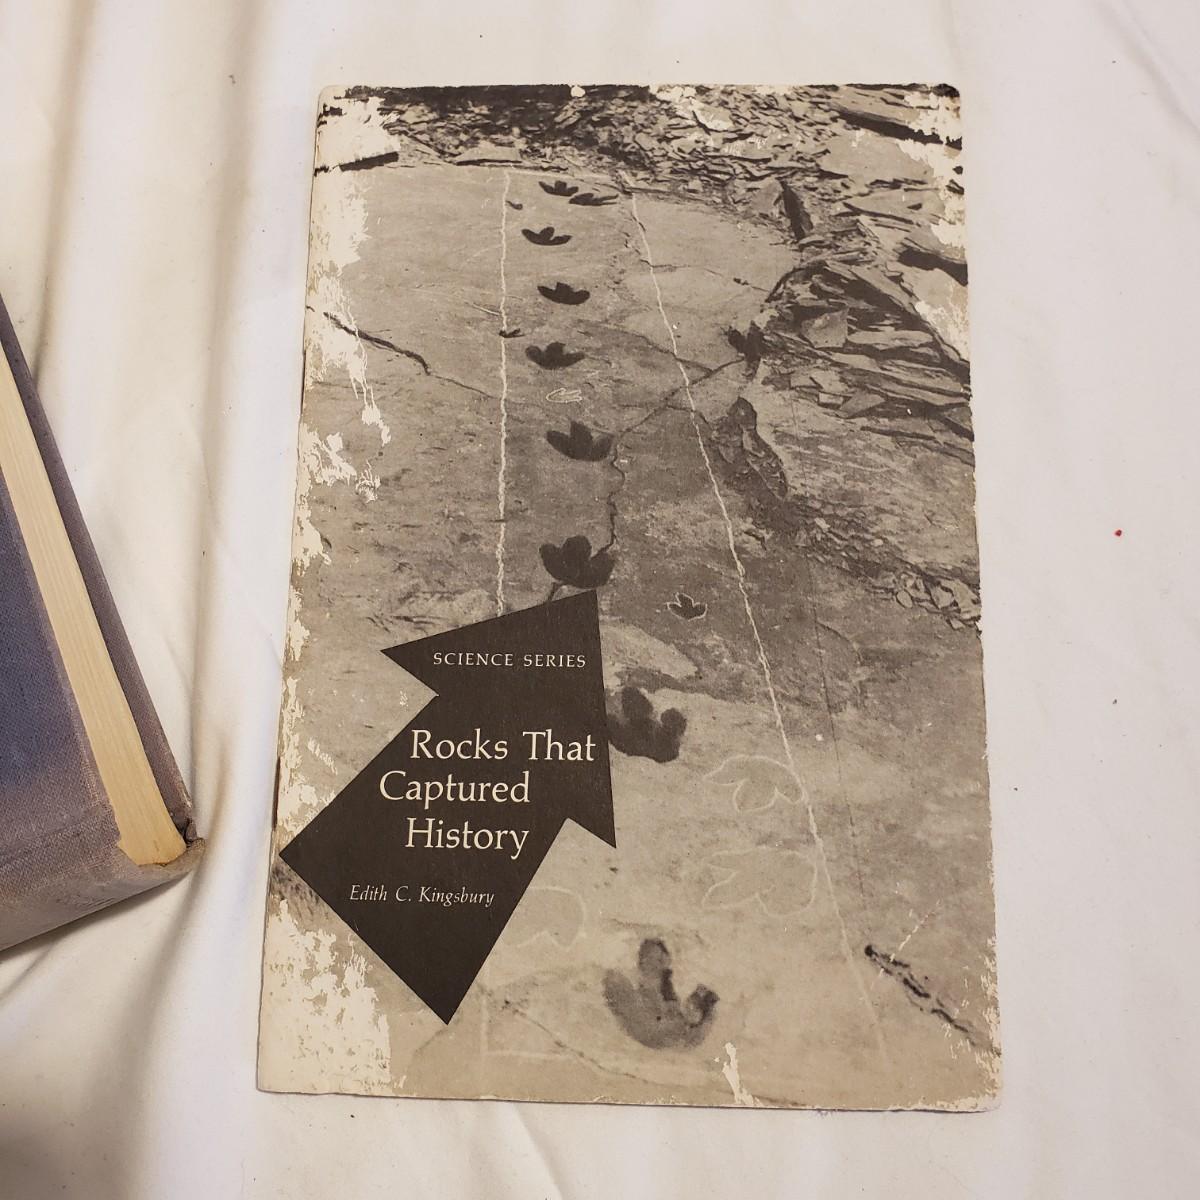 SCIENCE SERIES
Rocks That
Captured
History
Edith C. Kingsbury